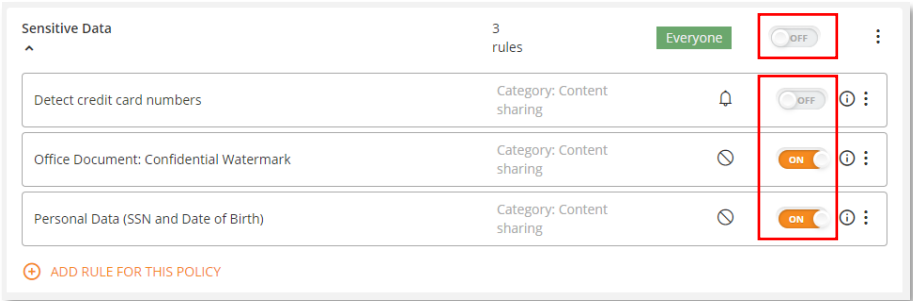 Sensitive Data
3
rules
Everyone
OFF
Detect credit card numbers
Category: Content
sharing
OFF
Office Document: Confidential Watermark
Category: Content
sharing
ON
Personal Data (SSN and Date of Birth)
Category: Content
sharing
ON
ADD RULE FOR THIS POLICY